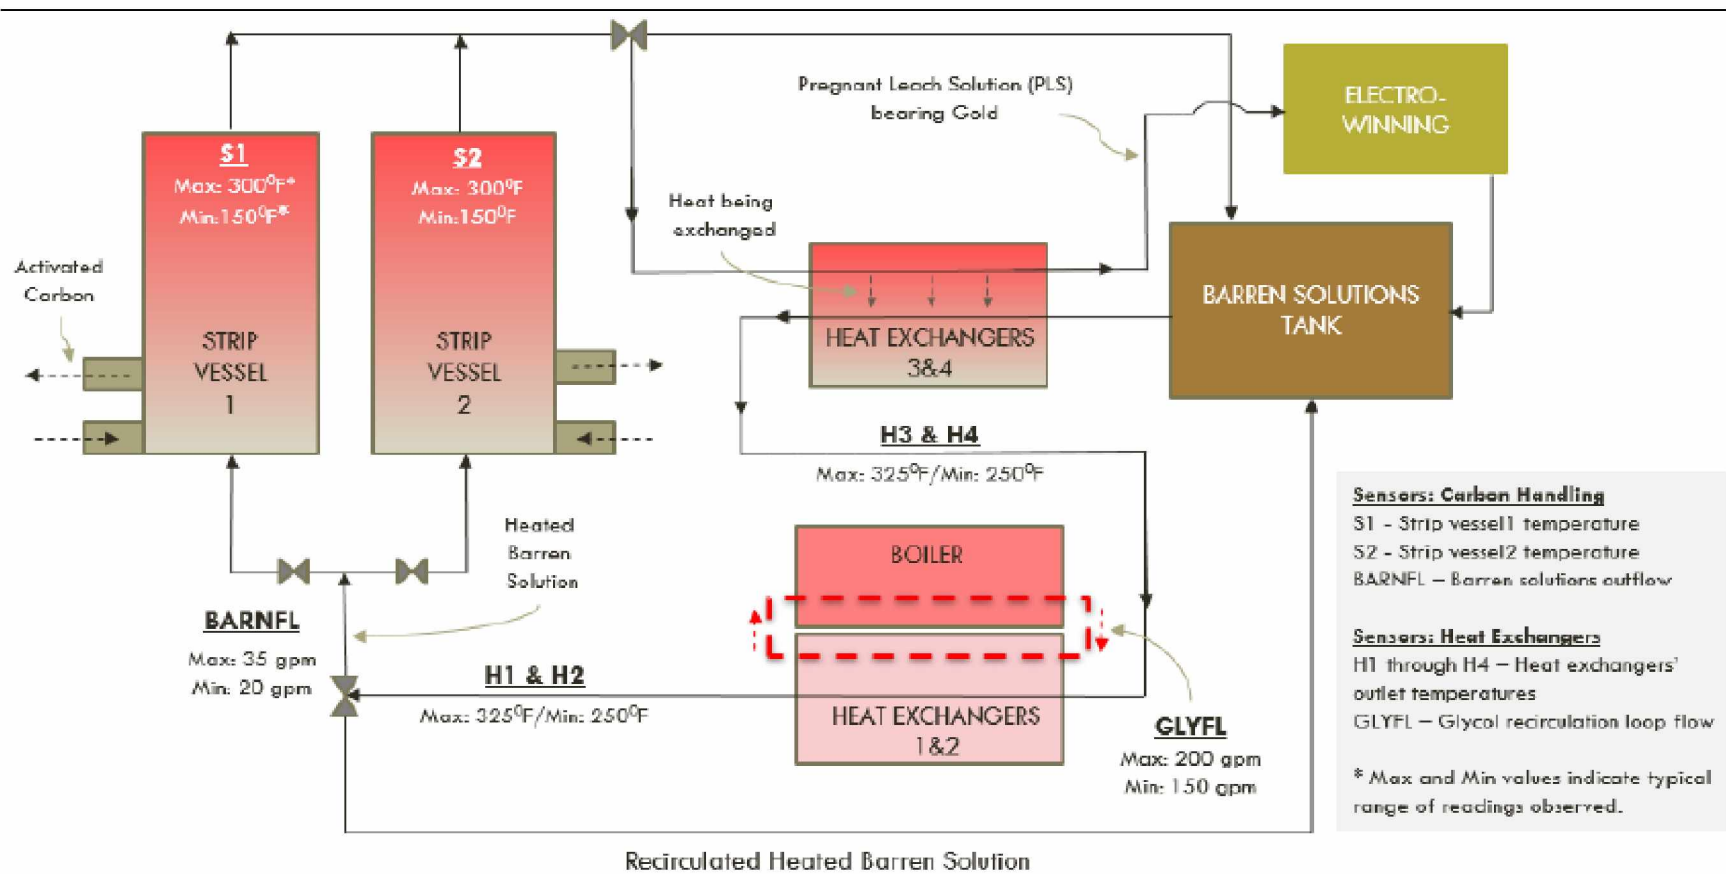 Pregnant Leach Solution (PLS)
bearing Gold
ELECTRO-
WINNING
S1
Max: 300⁰F*
Min:150⁰F*
S2
Max: 300⁰F
Min:150⁰F
Heat being
exchanged
Activated
Carbon
BARREN SOLUTIONS
TANK
STRIP
VESSEL
1
STRIP
VESSEL
2
HEAT EXCHANGERS
3&4
H3 & H4
Max: 325⁰F/Min: 250⁰F
Heated
Barren
Solution
BOILER
BARNFL
Max: 35 gpm
Min: 20 gpm
H1 & H2
Max: 325⁰F/Min: 250⁰F
HEAT EXCHANGERS
1&2
GLYFL
Max: 200 gpm
Min: 150 gpm
Sensors: Carbon Handling
S1 - Strip vessel1 temperature
S2 - Strip vessel2 temperature
BARNFL – Barren solutions outflow
Sensors: Heat Exchangers
H1 through H4 – Heat exchangers'
outlet temperatures
GLYFL – Glycol recirculation loop flow
* Max and Min values indicate typical
range of readings observed.
Recirculated Heated Barren Solution